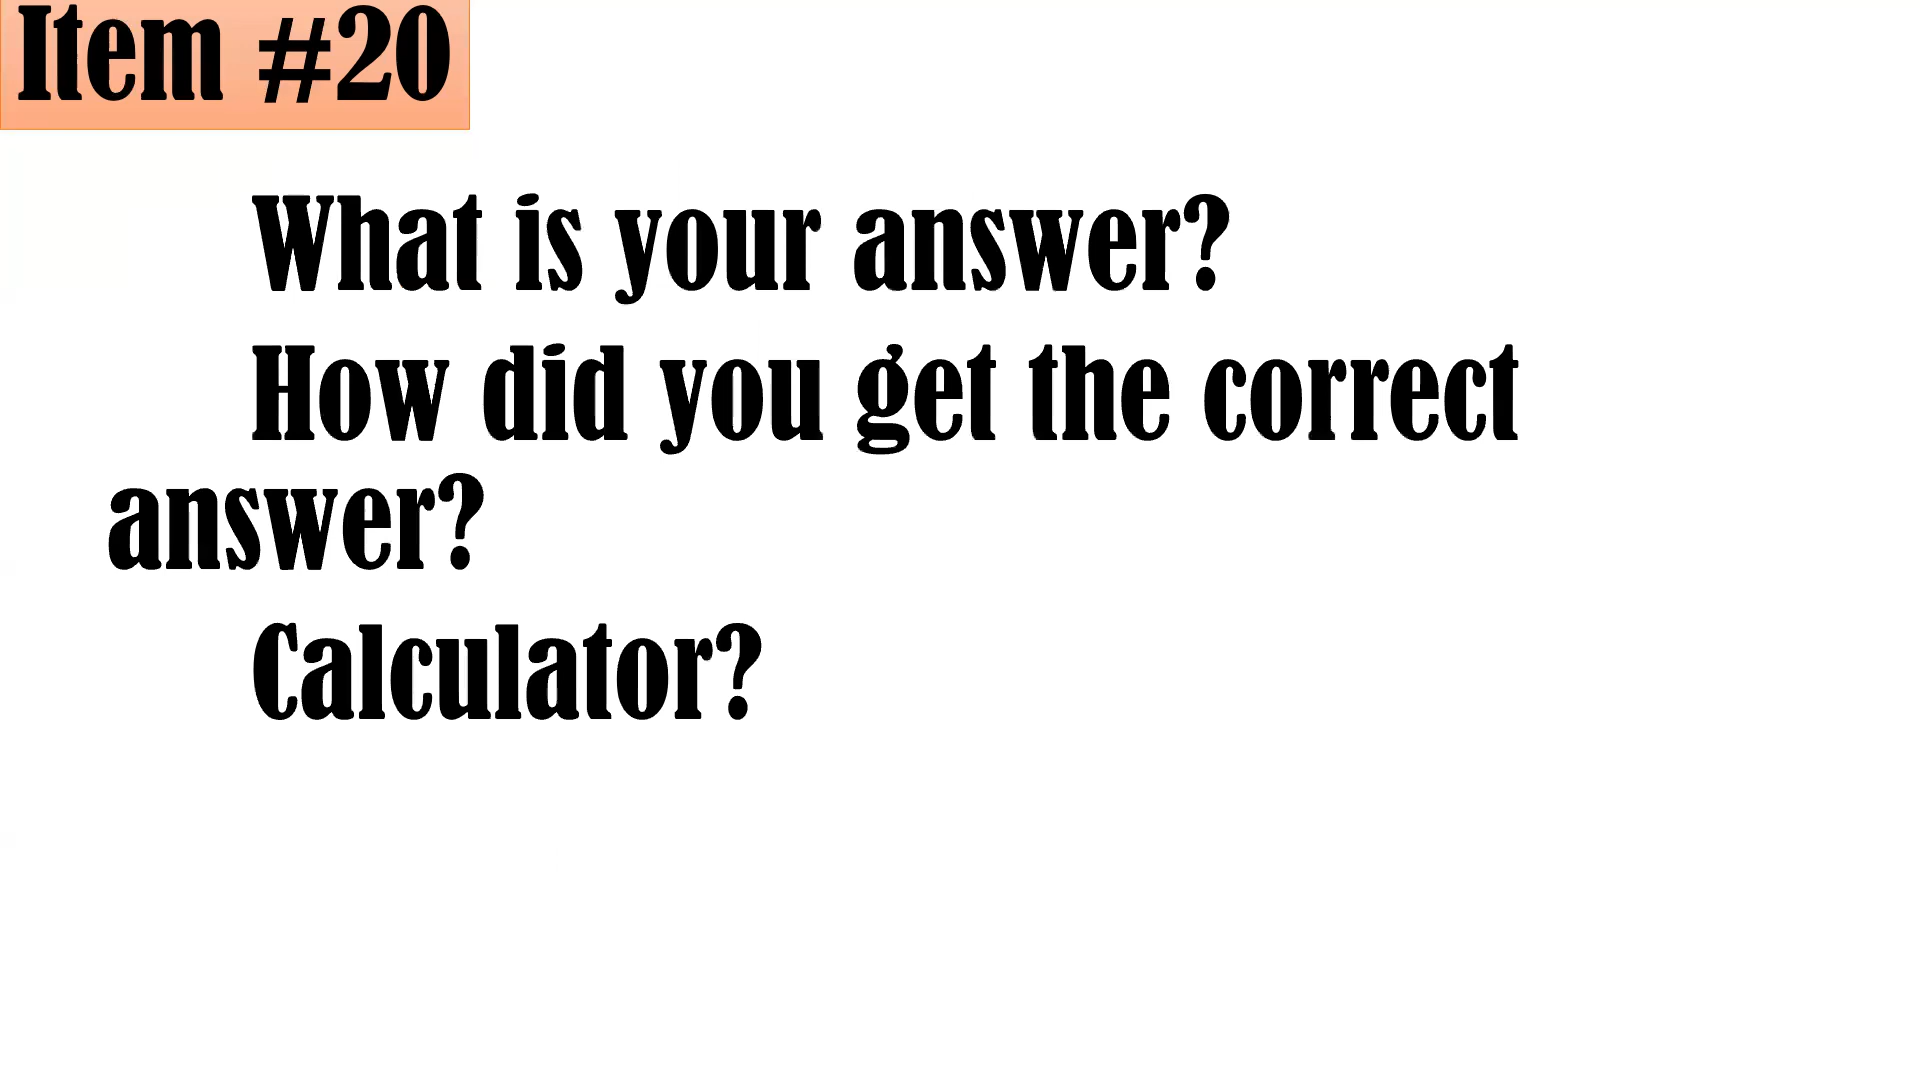 Item #20
What is your answer?
How did you get the correct
answer?
Calculator?